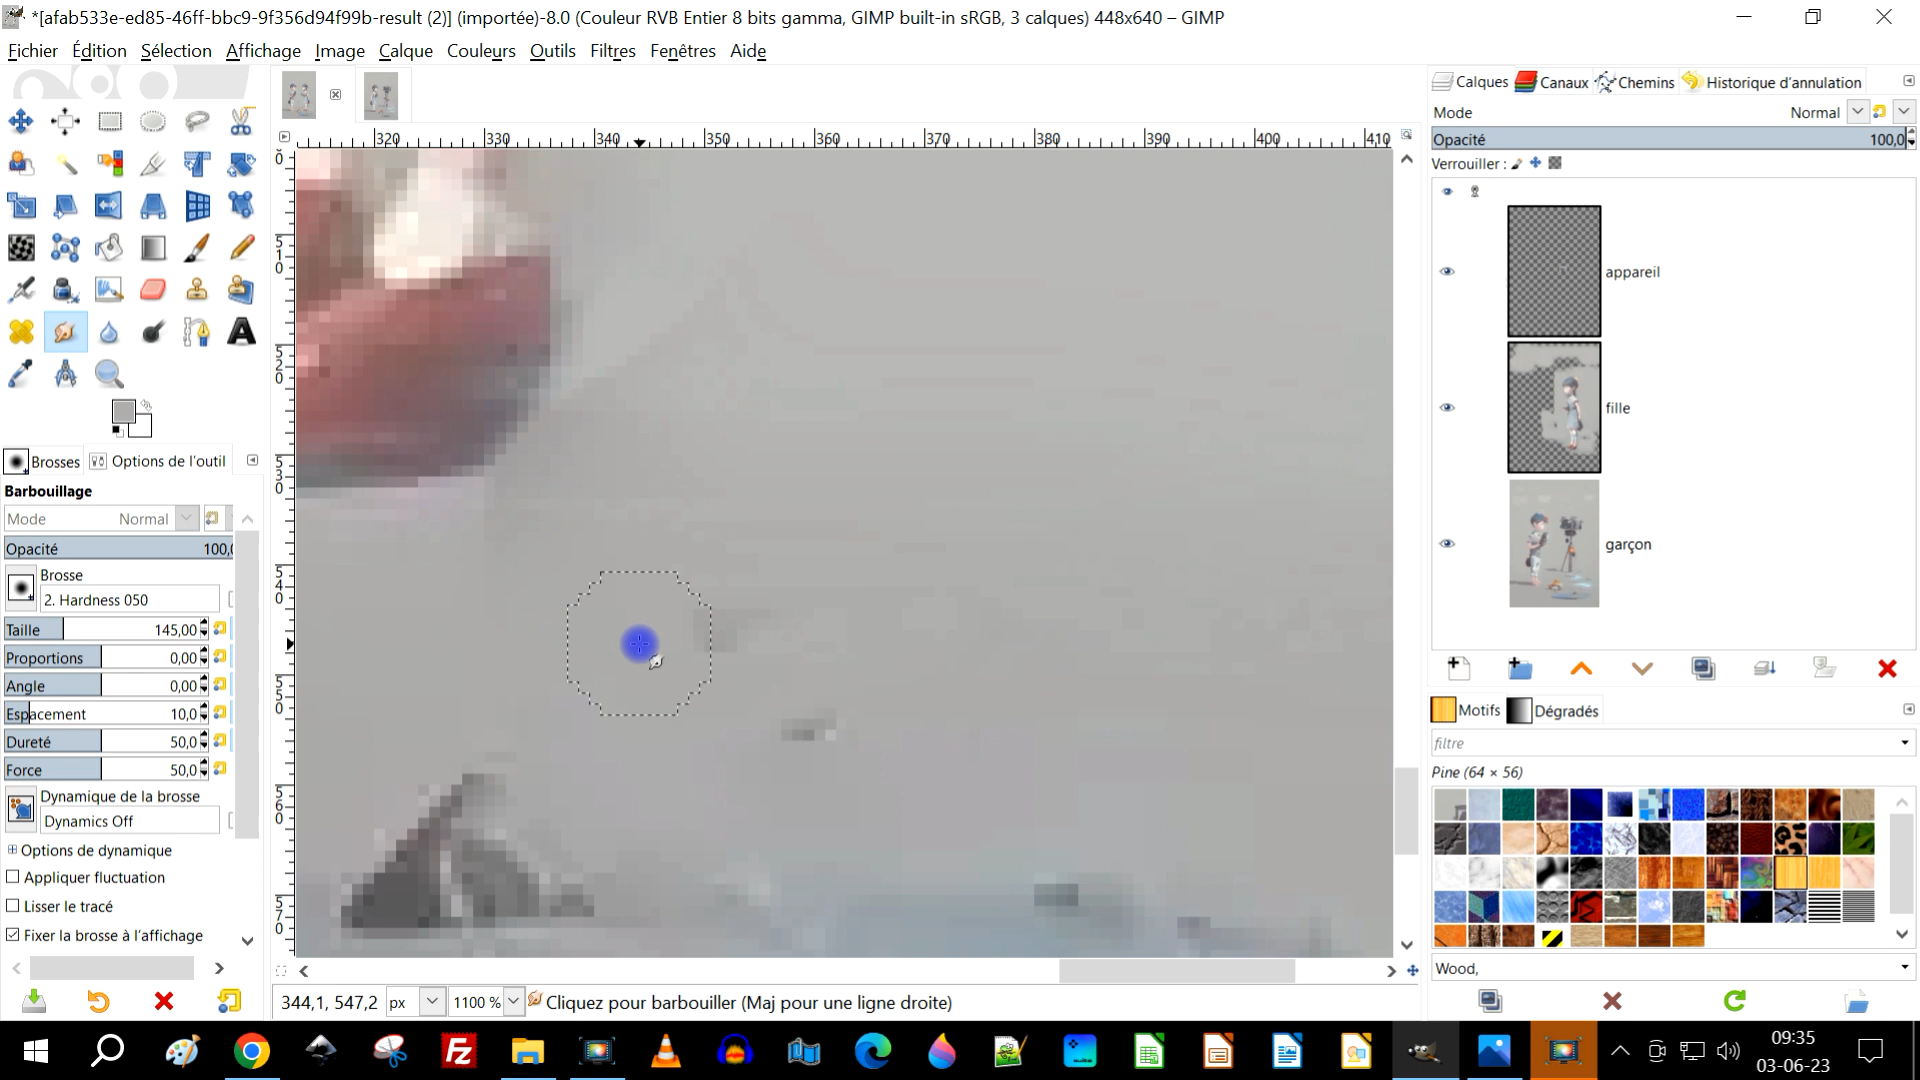 *[afab533e-ed85-46ff-bbc9-9f356d94f99b-result (2)] (importée)-8.0 (Couleur RVB Entier 8 bits gamma, GIMP built-in sRGB, 3 calques) 448x640 – GIMP
Fichier Édition Sélection Affichage Image Calque Couleurs Outils Filtres Fenêtres Aide
Calques Canaux Chemins Historique d'annulation
Mode Normal
Opacité 100,0
Verrouiller :
320 330 340 350 360 370 380 390 400 410
510
520
530
540
550
560
570
appareil
fille
garçon
Brosses Options de l'outil
Barbouillage
Mode Normal
Opacité 100,
Brosse
2. Hardness 050
Taille 145,00
Proportions 0,00
Angle 0,00
Espacement 10,0
Dureté 50,0
Force 50,0
Dynamique de la brosse
Dynamics Off
Options de dynamique
Appliquer fluctuation
Lisser le tracé
Fixer la brosse à l'affichage
Motifs Dégradés
filtre
Pine (64 × 56)
Wood,
344,1, 547,2 px 1100 % Cliquez pour barbouiller (Maj pour une ligne droite)
09:35
03-06-23